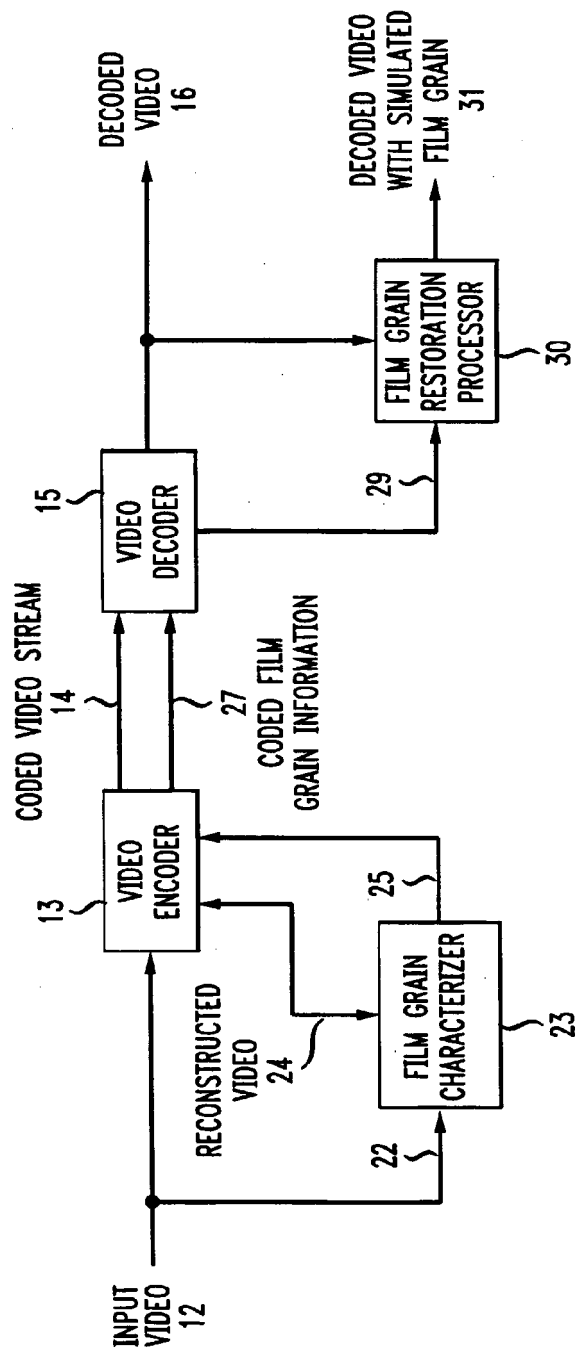 INPUT
VIDEO
12
22
RECONSTRUCTED
VIDEO
24
FILM GRAIN
CHARACTERIZER
23
25
13
VIDEO
ENCODER
CODED VIDEO STREAM
14
27
CODED FILM
GRAIN INFORMATION
15
VIDEO
DECODER
29
FILM GRAIN
RESTORATION
PROCESSOR
30
DECODED
VIDEO
16
DECODED VIDEO
WITH SIMULATED
FILM GRAIN
31